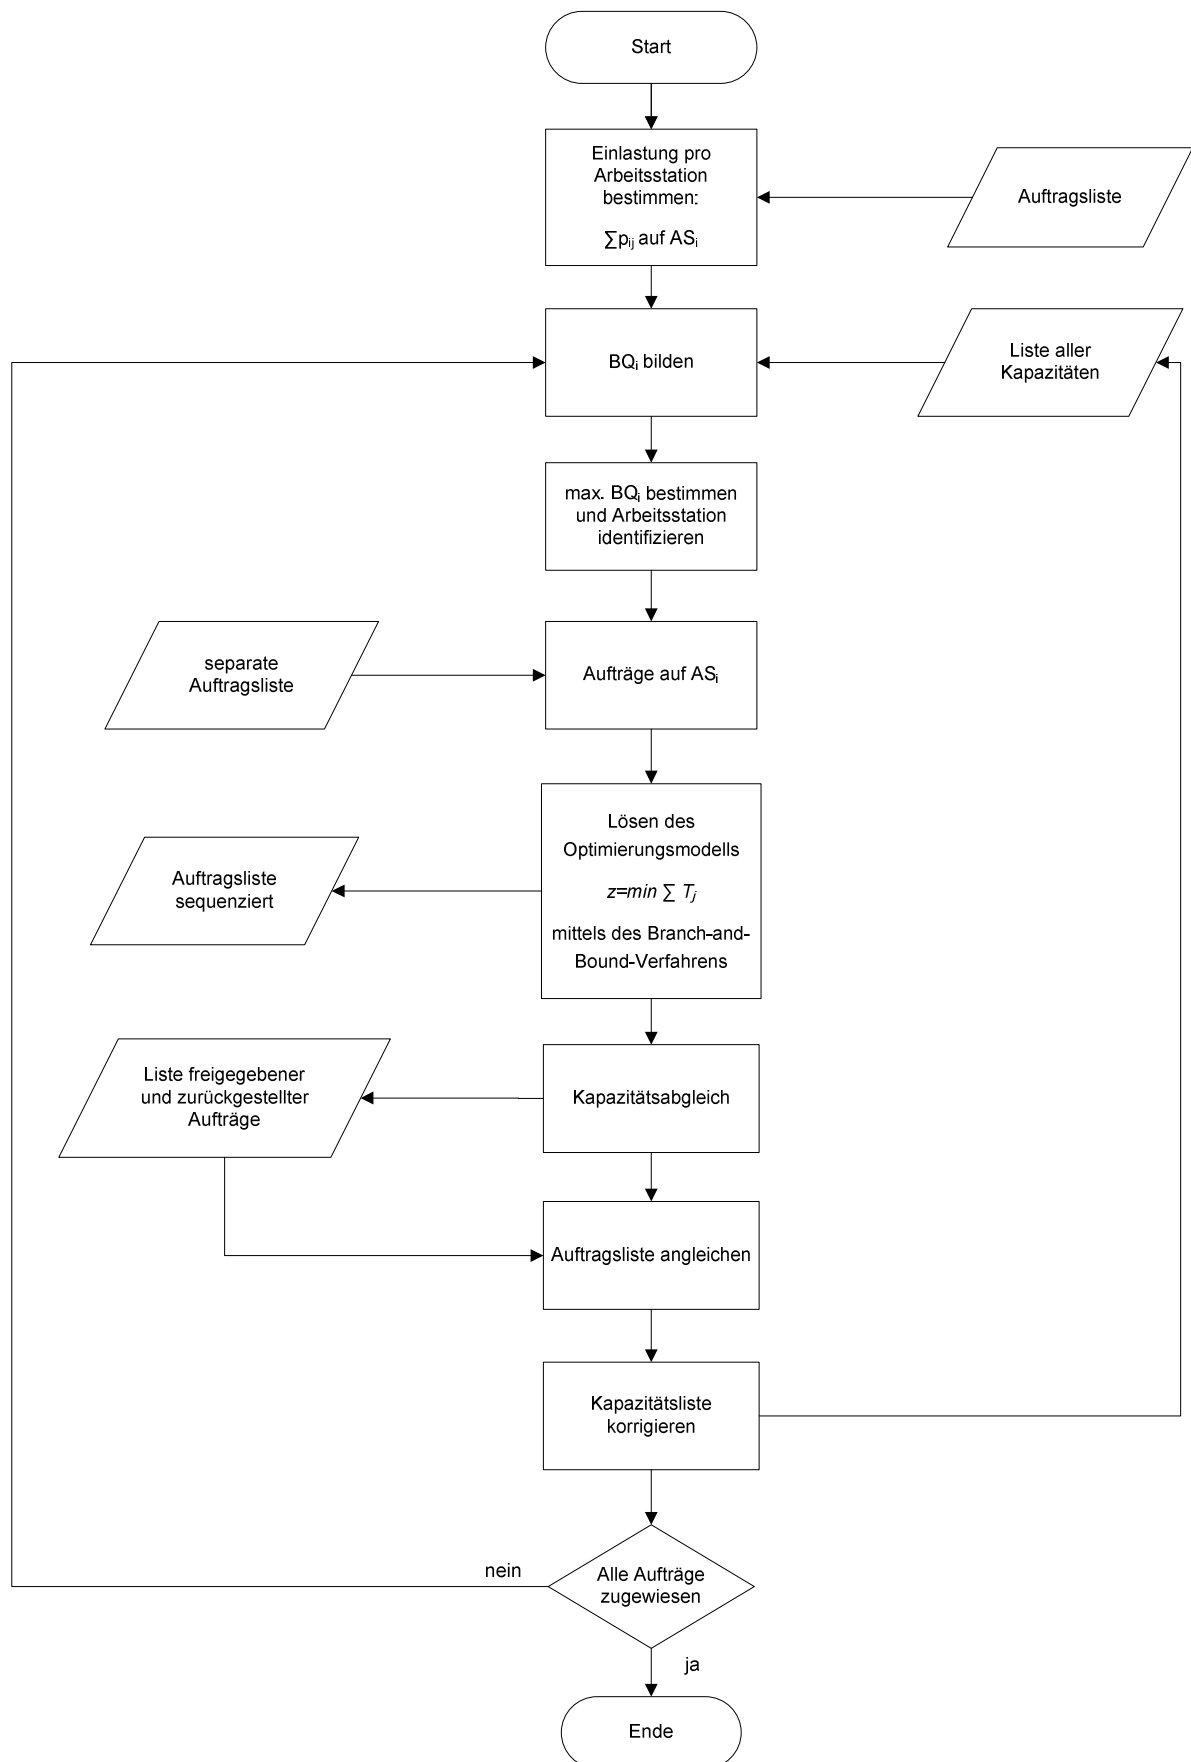 Start
Einlastung pro
Arbeitsstation
bestimmen:
∑pᵢⱼ auf ASᵢ
Auftragsliste
BQᵢ bilden
Liste aller
Kapazitäten
max. BQᵢ bestimmen
und Arbeitsstation
identifizieren
separate
Auftragsliste
Aufträge auf ASᵢ
Lösen des
Optimierungsmodells
z=min ∑ Tⱼ
mittels des Branch-and-
Bound-Verfahrens
Auftragsliste
sequenziert
Liste freigegebener
und zurückgestellter
Aufträge
Kapazitätsabgleich
Auftragsliste angleichen
Kapazitätsliste
korrigieren
nein
Alle Aufträge
zugewiesen
ja
Ende